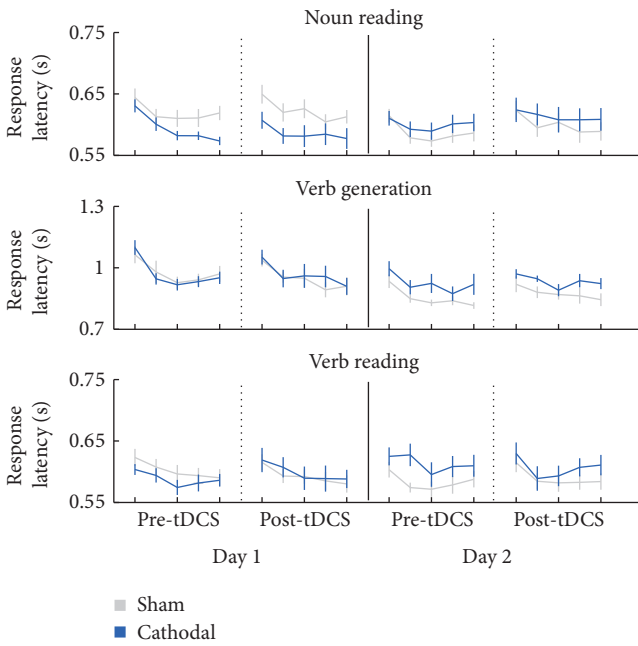 Noun reading
0.75
0.65
0.55
Response
latency (s)
Verb generation
1.3
1
0.7
Response
latency (s)
Verb reading
0.75
0.65
0.55
Response
latency (s)
Pre-tDCS Post-tDCS Pre-tDCS Post-tDCS
Day 1 Day 2
Sham
Cathodal